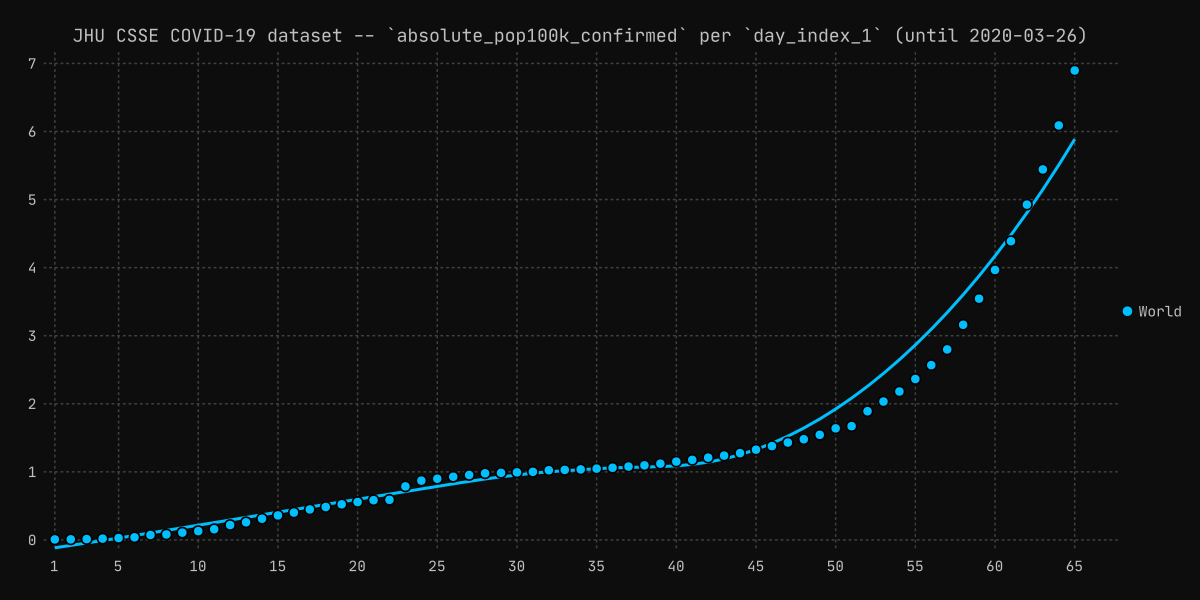 JHU CSSE COVID-19 dataset -- `absolute_pop100k_confirmed` per `day_index_1` (until 2020-03-26)
7
6
5
4
3
2
1
0
World
1 5 10 15 20 25 30 35 40 45 50 55 60 65